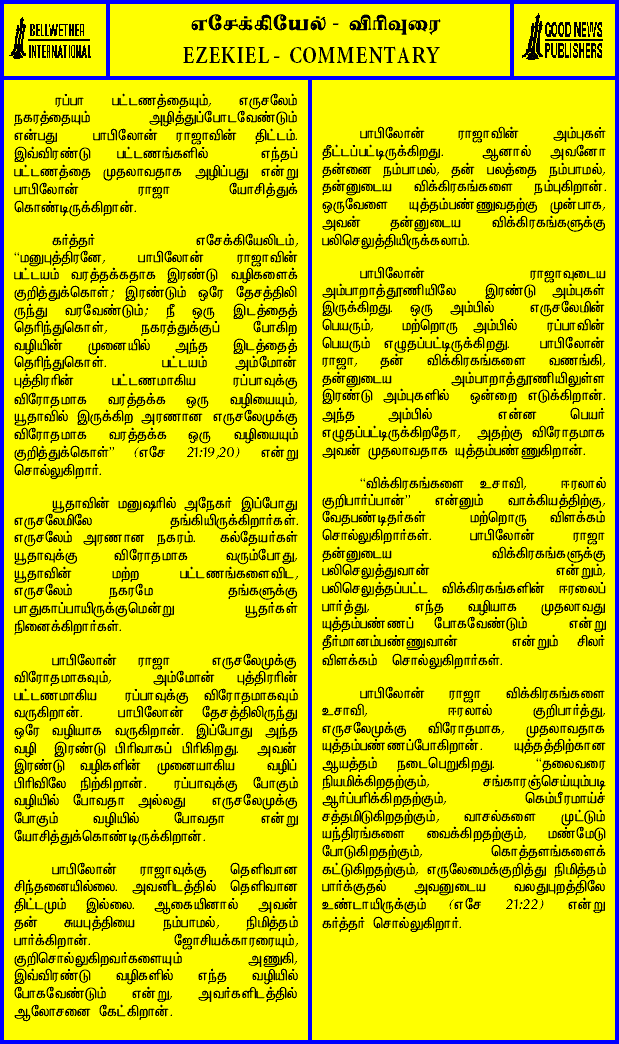 BELLWETHER
INTERNATIONAL
எசேக்கியேல் - விரிவுரை
EZEKIEL - COMMENTARY
GOOD NEWS
PUBLISHERS
ரப்பா பட்டணத்தையும், எருசலேம்
நகரத்தையும் அழித்துப்போடவேண்டும்
என்பது பாபிலோன் ராஜாவின் திட்டம்.
இவ்விரண்டு பட்டணங்களில் எந்தப்
பட்டணத்தை முதலாவதாக அழிப்பது என்று
பாபிலோன் ராஜா யோசித்துக்
கொண்டிருக்கிறான்.
கர்த்தர் எசேக்கியேலிடம்,
“மனுபுத்திரனே, பாபிலோன் ராஜாவின்
பட்டயம் வரத்தக்கதாக இரண்டு வழிகளைக்
குறித்துக்கொள்; இரண்டும் ஒரே தேசத்திலி
ருந்து வரவேண்டும்; நீ ஒரு இடத்தைத்
தெரிந்துகொள், நகரத்துக்குப் போகிற
வழியின் முனையில் அந்த இடத்தைத்
தெரிந்துகொள். பட்டயம் அம்மோன்
புத்திரரின் பட்டணமாகிய ரப்பாவுக்கு
விரோதமாக வரத்தக்க ஒரு வழியையும்,
யூதாவில் இருக்கிற அரணான எருசலேமுக்கு
விரோதமாக வரத்தக்க ஒரு வழியையும்
குறித்துக்கொள்” (எசே 21:19,20) என்று
சொல்லுகிறார்.
யூதாவின் மனுஷரில் அநேகர் இப்போது
எருசலேமிலே தங்கியிருக்கிறார்கள்.
எருசலேம் அரணான நகரம். கல்தேயர்கள்
யூதாவுக்கு விரோதமாக வரும்போது,
யூதாவின் மற்ற பட்டணங்களைவிட,
எருசலேம் நகரமே தங்களுக்கு
பாதுகாப்பாயிருக்குமென்று யூதர்கள்
நினைக்கிறார்கள்.
பாபிலோன் ராஜா எருசலேமுக்கு
விரோதமாகவும், அம்மோன் புத்திரரின்
பட்டணமாகிய ரப்பாவுக்கு விரோதமாகவும்
வருகிறான். பாபிலோன் தேசத்திலிருந்து
ஒரே வழியாக வருகிறான். இப்போது அந்த
வழி இரண்டு பிரிவாகப் பிரிகிறது. அவன்
இரண்டு வழிகளின் முனையாகிய வழிப்
பிரிவிலே நிற்கிறான். ரப்பாவுக்கு போகும்
வழியில் போவதா அல்லது எருசலேமுக்கு
போகும் வழியில் போவதா என்று
யோசித்துக்கொண்டிருக்கிறான்.
பாபிலோன் ராஜாவுக்கு தெளிவான
சிந்தனையில்லை. அவனிடத்தில் தெளிவான
திட்டமும் இல்லை. ஆகையினால் அவன்
தன் சுயபுத்தியை நம்பாமல், நிமித்தம்
பார்க்கிறான். ஜோசியக்காரரையும்,
குறிசொல்லுகிறவர்களையும் அணுகி,
இவ்விரண்டு வழிகளில் எந்த வழியில்
போகவேண்டும் என்று, அவர்களிடத்தில்
ஆலோசனை கேட்கிறான்.
பாபிலோன் ராஜாவின் அம்புகள்
தீட்டப்பட்டிருக்கிறது. ஆனால் அவனோ
தன்னை நம்பாமல், தன் பலத்தை நம்பாமல்,
தன்னுடைய விக்கிரகங்களை நம்புகிறான்.
ஒருவேளை யுத்தம்பண்ணுவதற்கு முன்பாக,
அவன் தன்னுடைய விக்கிரகங்களுக்கு
பலிசெலுத்தியிருக்கலாம்.
பாபிலோன் ராஜாவுடைய
அம்பாறாத்தூணியிலே இரண்டு அம்புகள்
இருக்கிறது. ஒரு அம்பில் எருசலேமின்
பெயரும், மற்றொரு அம்பில் ரப்பாவின்
பெயரும் எழுதப்பட்டிருக்கிறது. பாபிலோன்
ராஜா, தன் விக்கிரகங்களை வணங்கி,
தன்னுடைய அம்பாறாத்தூணியிலுள்ள
இரண்டு அம்புகளில் ஒன்றை எடுக்கிறான்.
அந்த அம்பில் என்ன பெயர்
எழுதப்பட்டிருக்கிறதோ, அதற்கு விரோதமாக
அவன் முதலாவதாக யுத்தம்பண்ணுகிறான்.
“விக்கிரகங்களை உசாவி, ஈரலால்
குறிபார்ப்பான்” என்னும் வாக்கியத்திற்கு,
வேதபண்டிதர்கள் மற்றொரு விளக்கம்
சொல்லுகிறார்கள். பாபிலோன் ராஜா
தன்னுடைய விக்கிரகங்களுக்கு
பலிசெலுத்துவான் என்றும்,
பலிசெலுத்தப்பட்ட விக்கிரகங்களின் ஈரலைப்
பார்த்து, எந்த வழியாக முதலாவது
யுத்தம்பண்ணப் போகவேண்டும் என்று
தீர்மானம்பண்ணுவான் என்றும் சிலர்
விளக்கம் சொல்லுகிறார்கள்.
பாபிலோன் ராஜா விக்கிரகங்களை
உசாவி, ஈரலால் குறிபார்த்து,
எருசலேமுக்கு விரோதமாக, முதலாவதாக
யுத்தம்பண்ணப்போகிறான். யுத்தத்திற்கான
ஆயத்தம் நடைபெறுகிறது. “தலைவரை
நியமிக்கிறதற்கும், சங்காரஞ்செய்யும்படி
ஆர்ப்பரிக்கிறதற்கும், கெம்பீரமாய்ச்
சத்தமிடுகிறதற்கும், வாசல்களை முட்டும்
யந்திரங்களை வைக்கிறதற்கும், மண்மேடு
போடுகிறதற்கும், கொத்தளங்களைக்
கட்டுகிறதற்கும், எருலேமைக்குறித்து நிமித்தம்
பார்க்குதல் அவனுடைய வலதுபுறத்திலே
உண்டாயிருக்கும் (எசே 21:22) என்று
கர்த்தர் சொல்லுகிறார்.